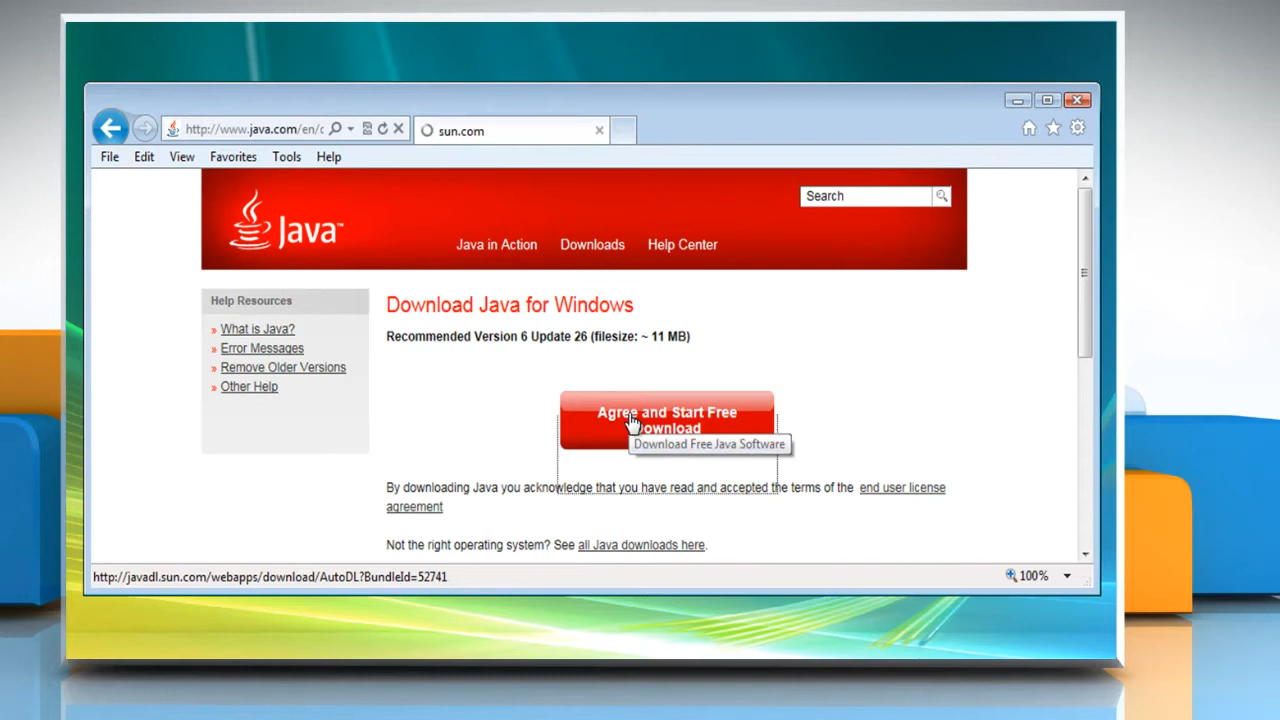 http://www.java.com/en/c
sun.com
File Edit View Favorites Tools Help
Java™
Search
Java in Action Downloads Help Center
Help Resources
» What is Java?
» Error Messages
» Remove Older Versions
» Other Help
Download Java for Windows
Recommended Version 6 Update 26 (filesize: ~ 11 MB)
Agree and Start Free
Download
Download Free Java Software
By downloading Java you acknowledge that you have read and accepted the terms of the end user license
agreement
Not the right operating system? See all Java downloads here.
http://javadl.sun.com/webapps/download/AutoDL?BundleId=52741
100%